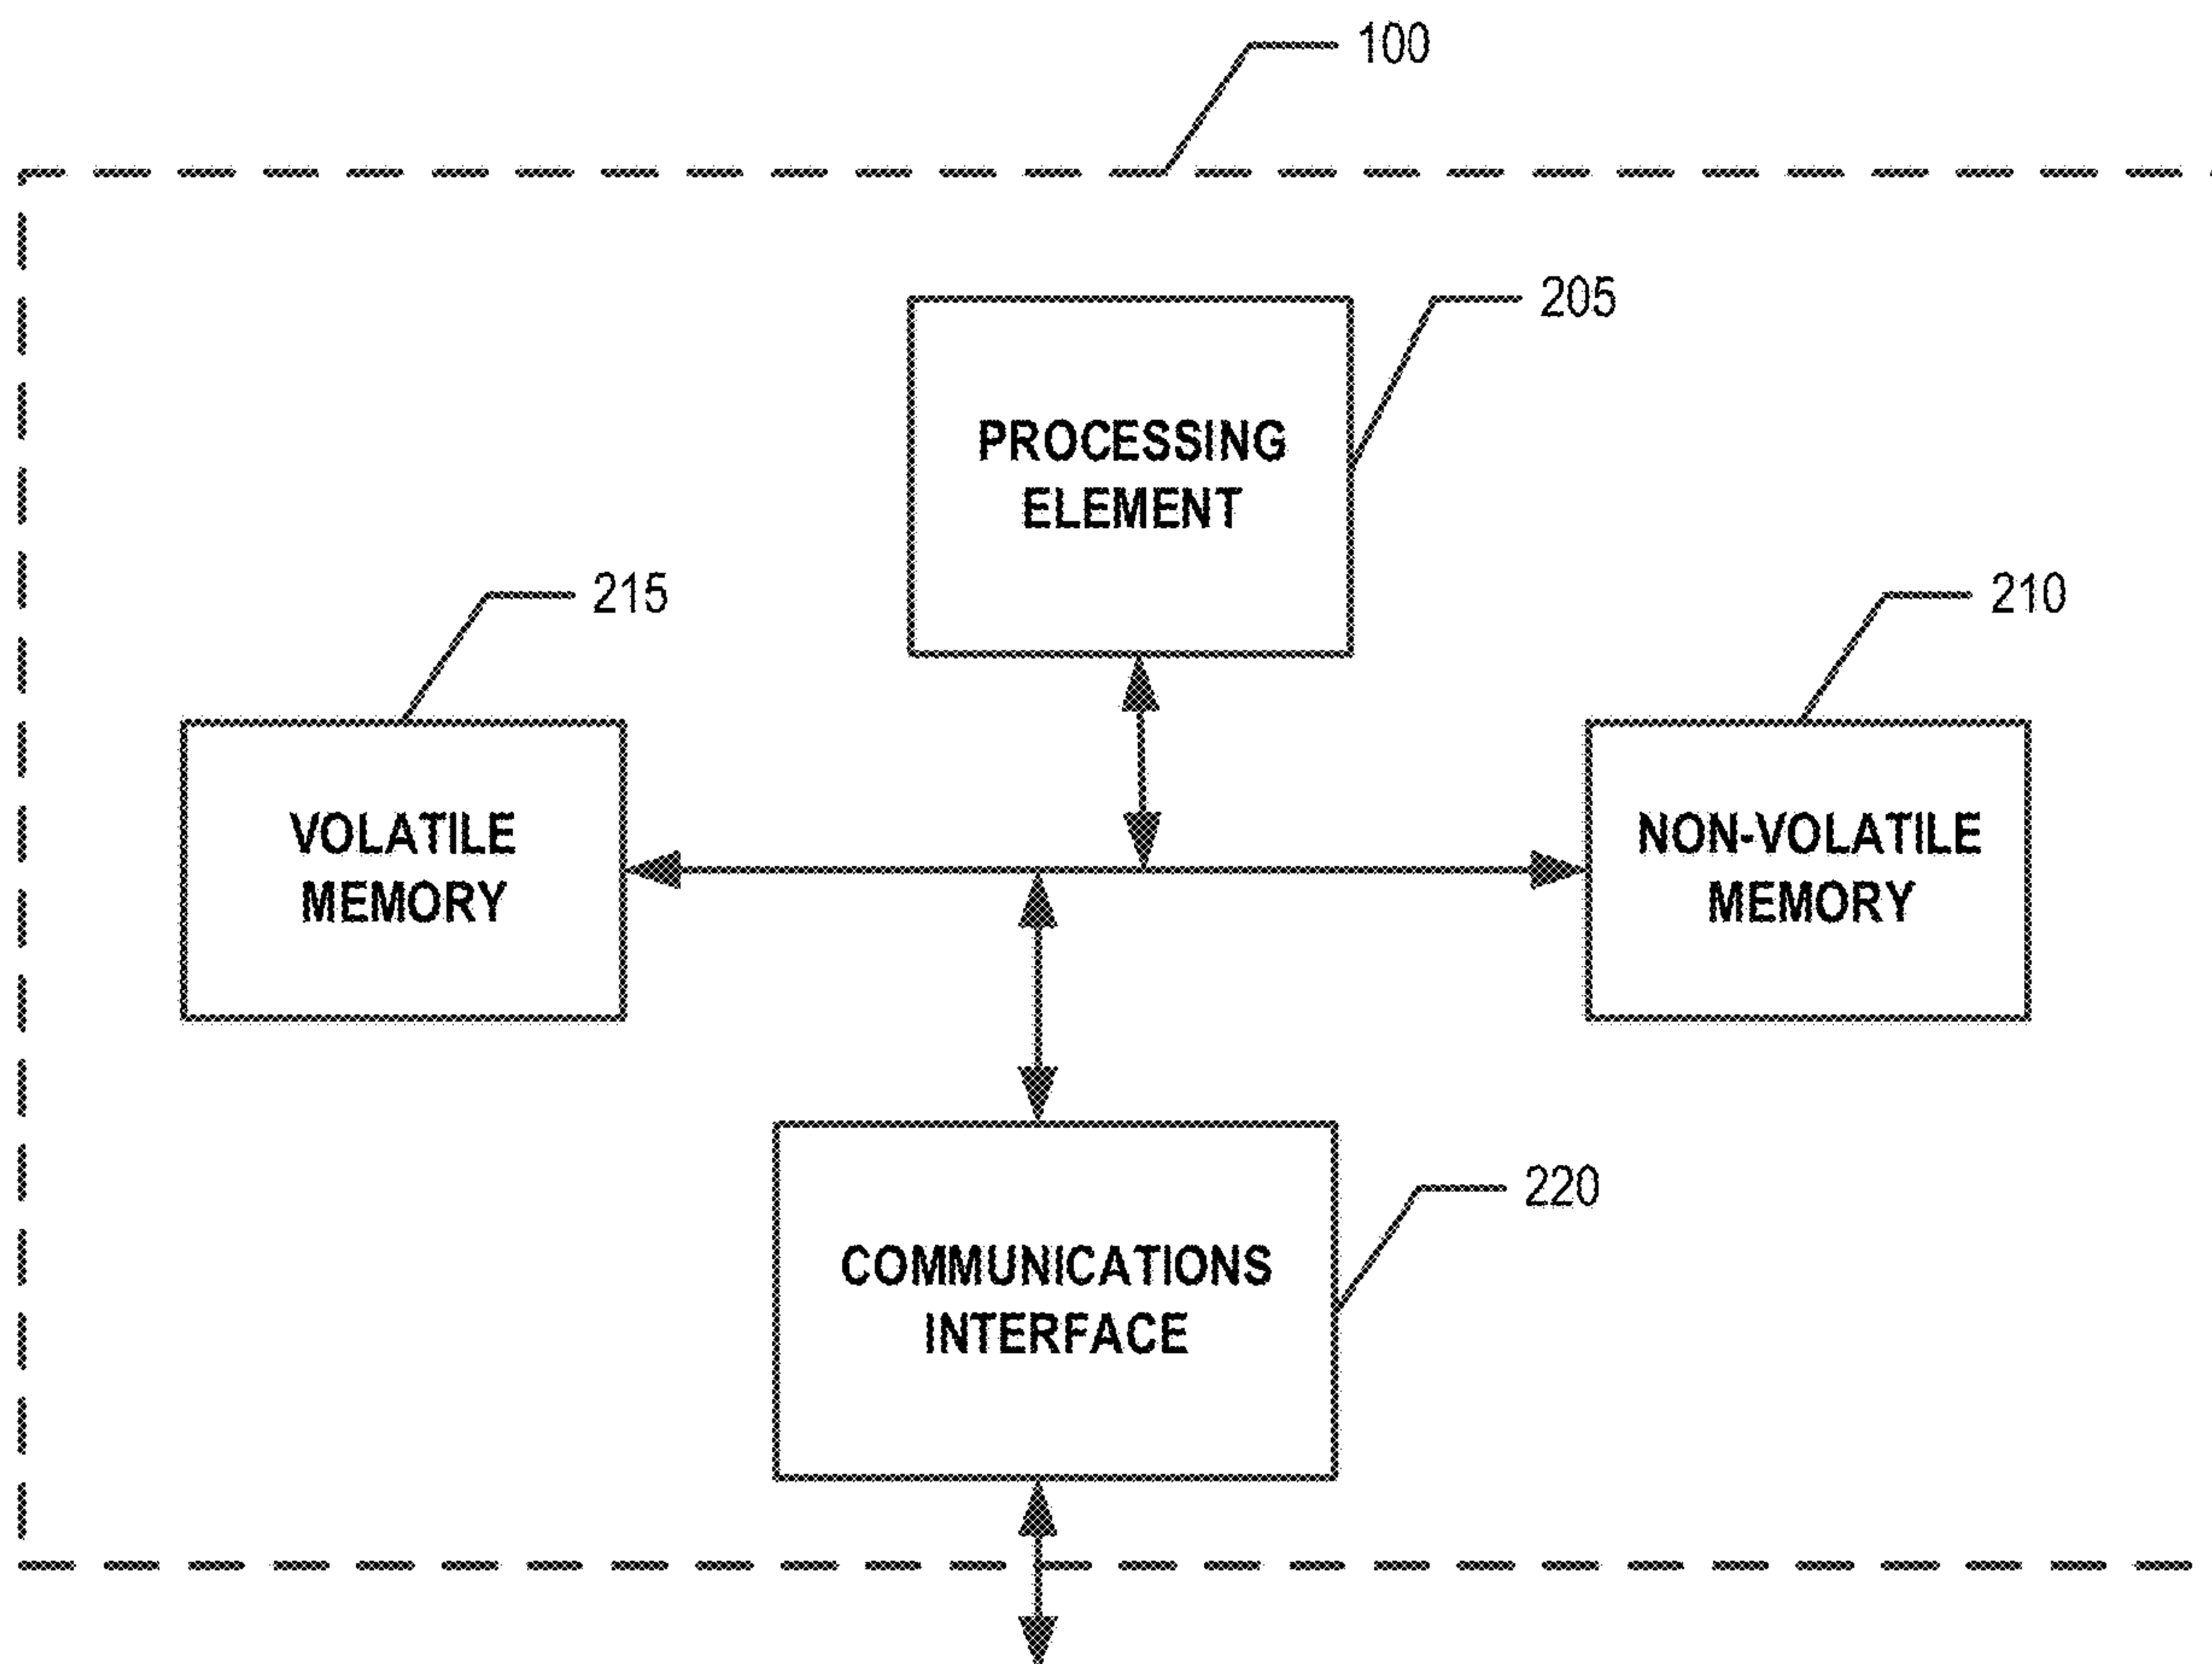 100
205
PROCESSING
ELEMENT
215
210
VOLATILE
MEMORY
NON-VOLATILE
MEMORY
220
COMMUNICATIONS
INTERFACE